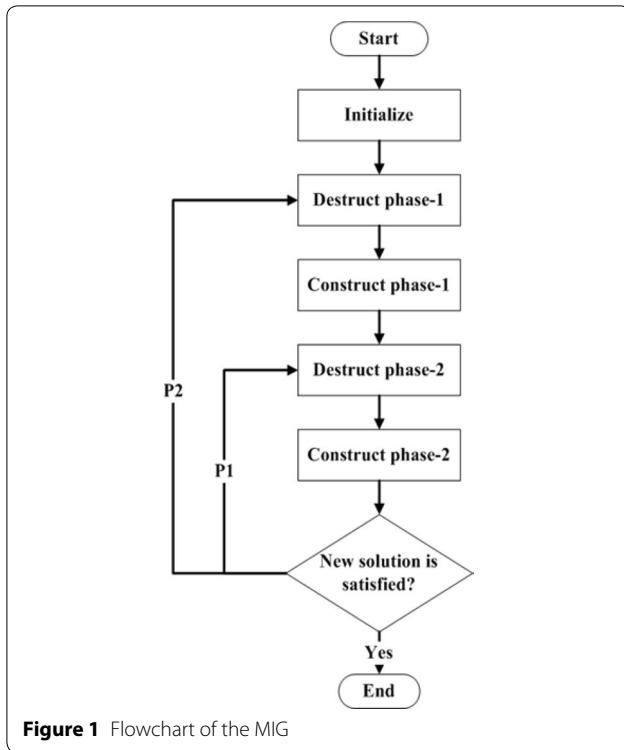 Start
Initialize
Destruct phase-1
Construct phase-1
Destruct phase-2
P2
Construct phase-2
P1
New solution is
satisfied?
Yes
End
Figure 1 Flowchart of the MIG